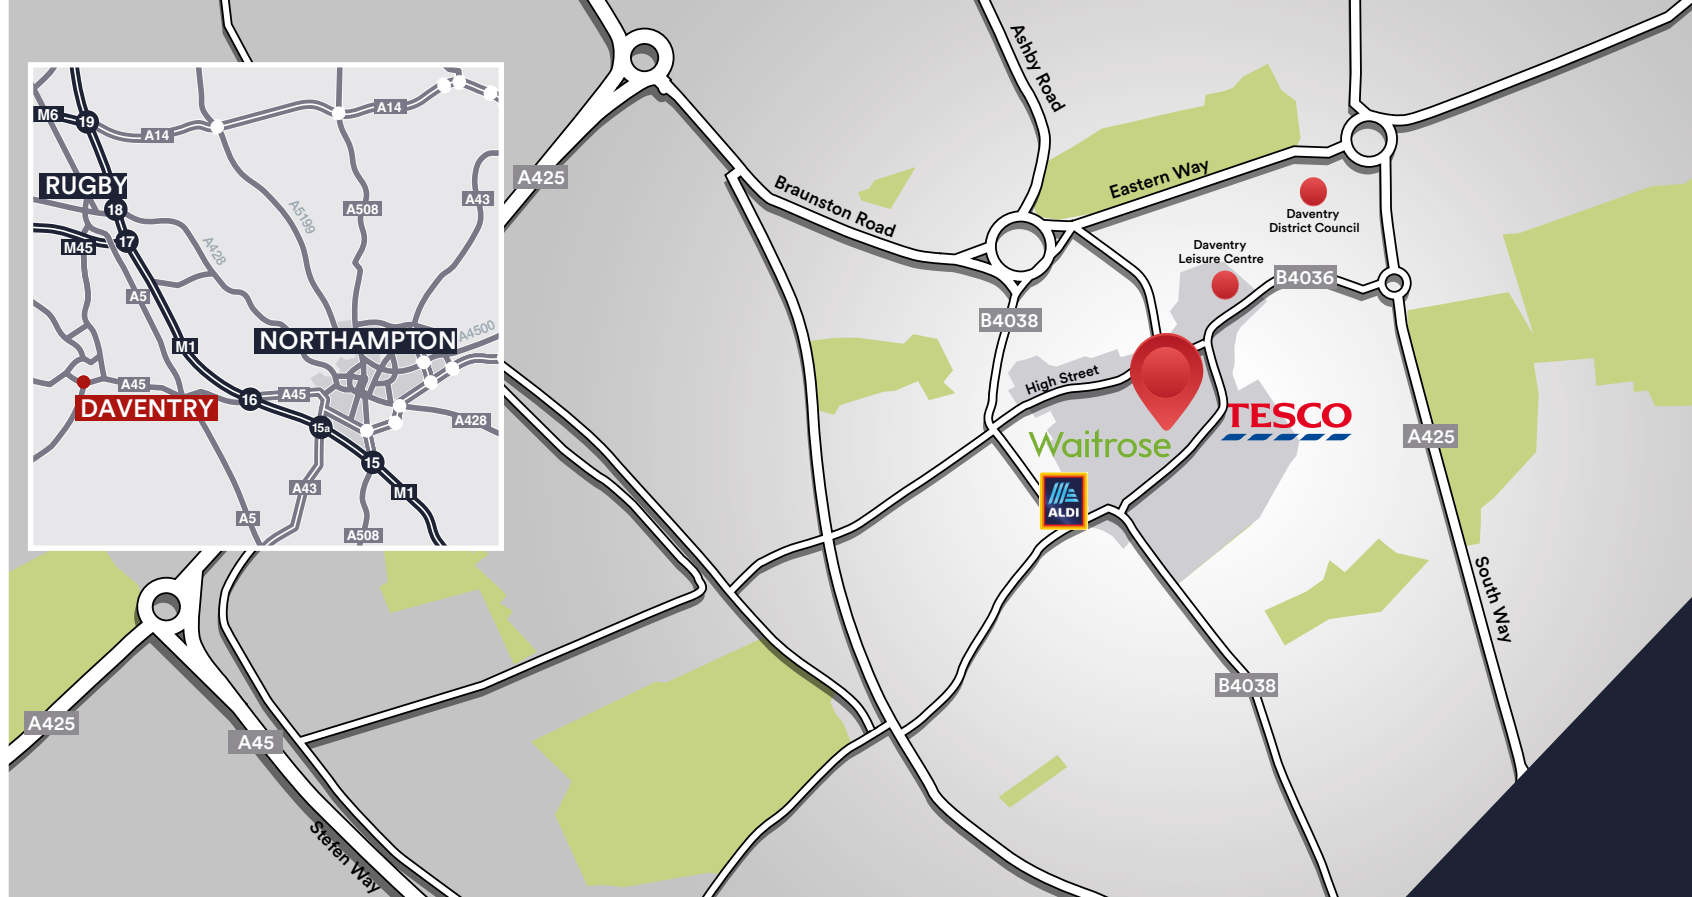 M6
19
A14
A14
RUGBY
18
17
M45
A428
A5199
A508
A43
A5
M1
NORTHAMPTON
A4500
A45
DAVENTRY
16
A45
15a
A428
15
A43
M1
A5
A508
A425
Braunston Road
Ashby Road
Eastern Way
Daventry
District Council
Daventry
Leisure Centre
B4036
B4038
High Street
Waitrose
TESCO
ALDI
A425
South Way
B4038
A425
A45
Stefen Way